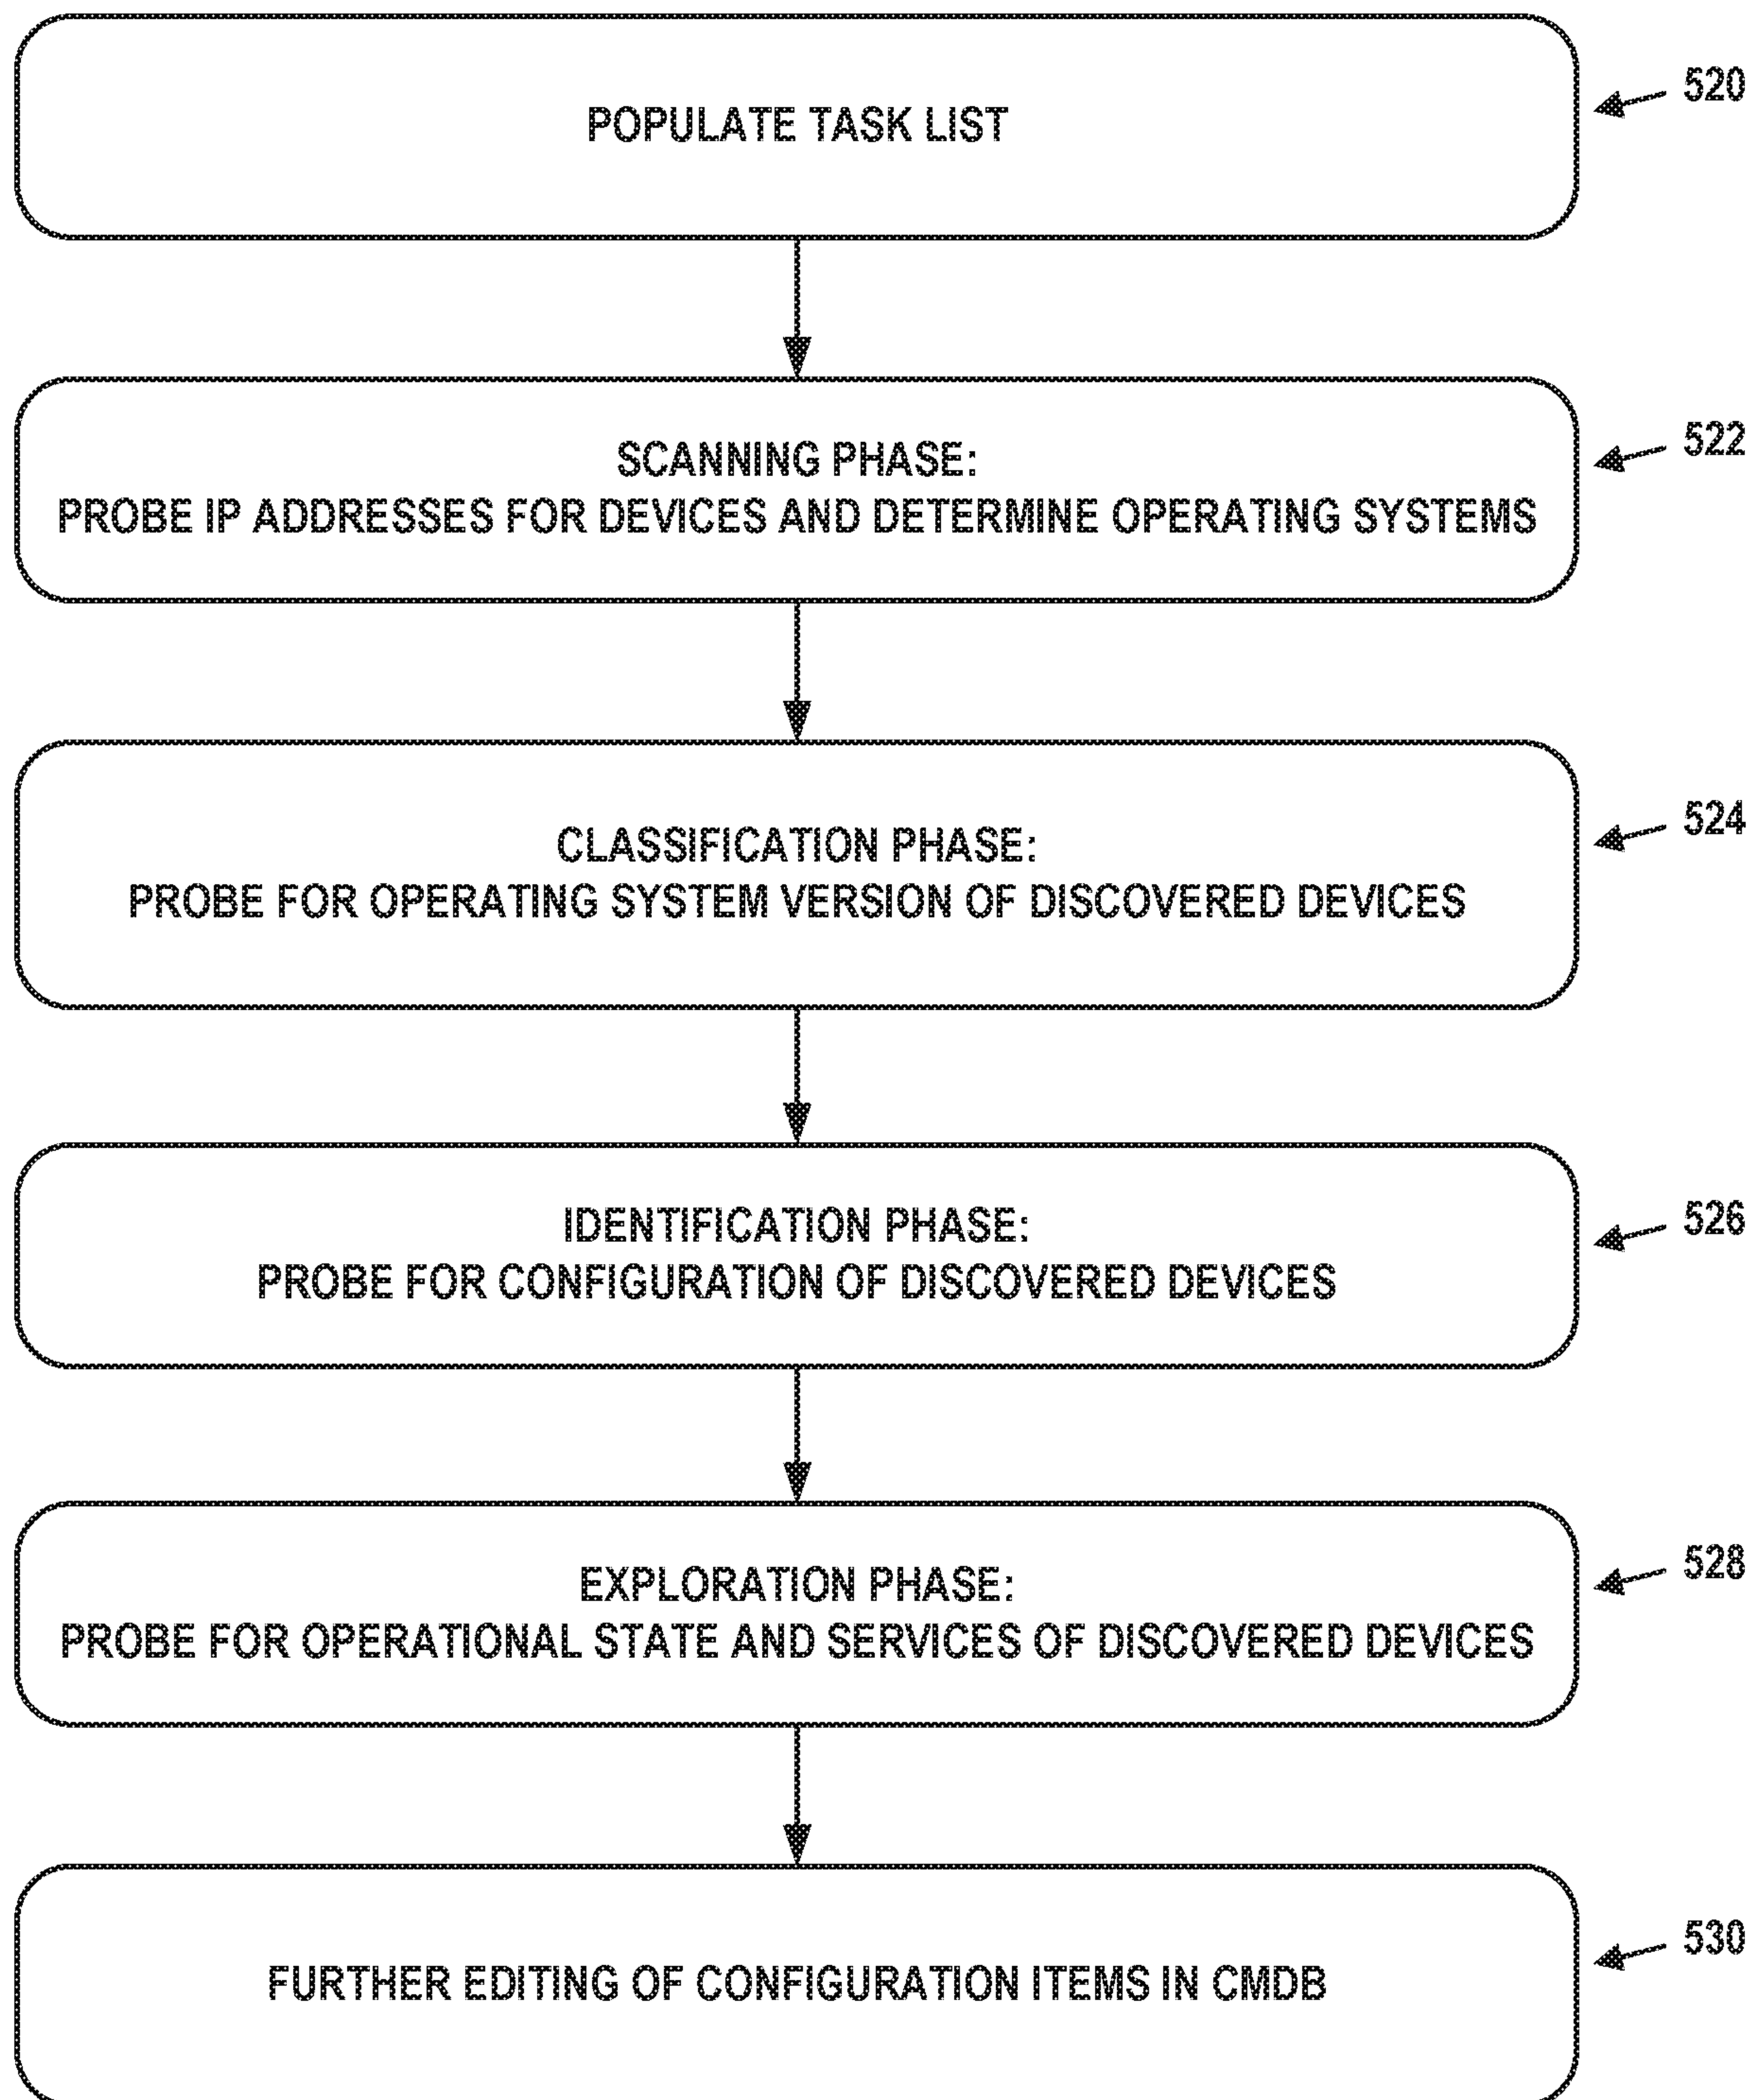 POPULATE TASK LIST
520
SCANNING PHASE:
PROBE IP ADDRESSES FOR DEVICES AND DETERMINE OPERATING SYSTEMS
522
CLASSIFICATION PHASE:
PROBE FOR OPERATING SYSTEM VERSION OF DISCOVERED DEVICES
524
IDENTIFICATION PHASE:
PROBE FOR CONFIGURATION OF DISCOVERED DEVICES
526
EXPLORATION PHASE:
PROBE FOR OPERATIONAL STATE AND SERVICES OF DISCOVERED DEVICES
528
FURTHER EDITING OF CONFIGURATION ITEMS IN CMDB
530